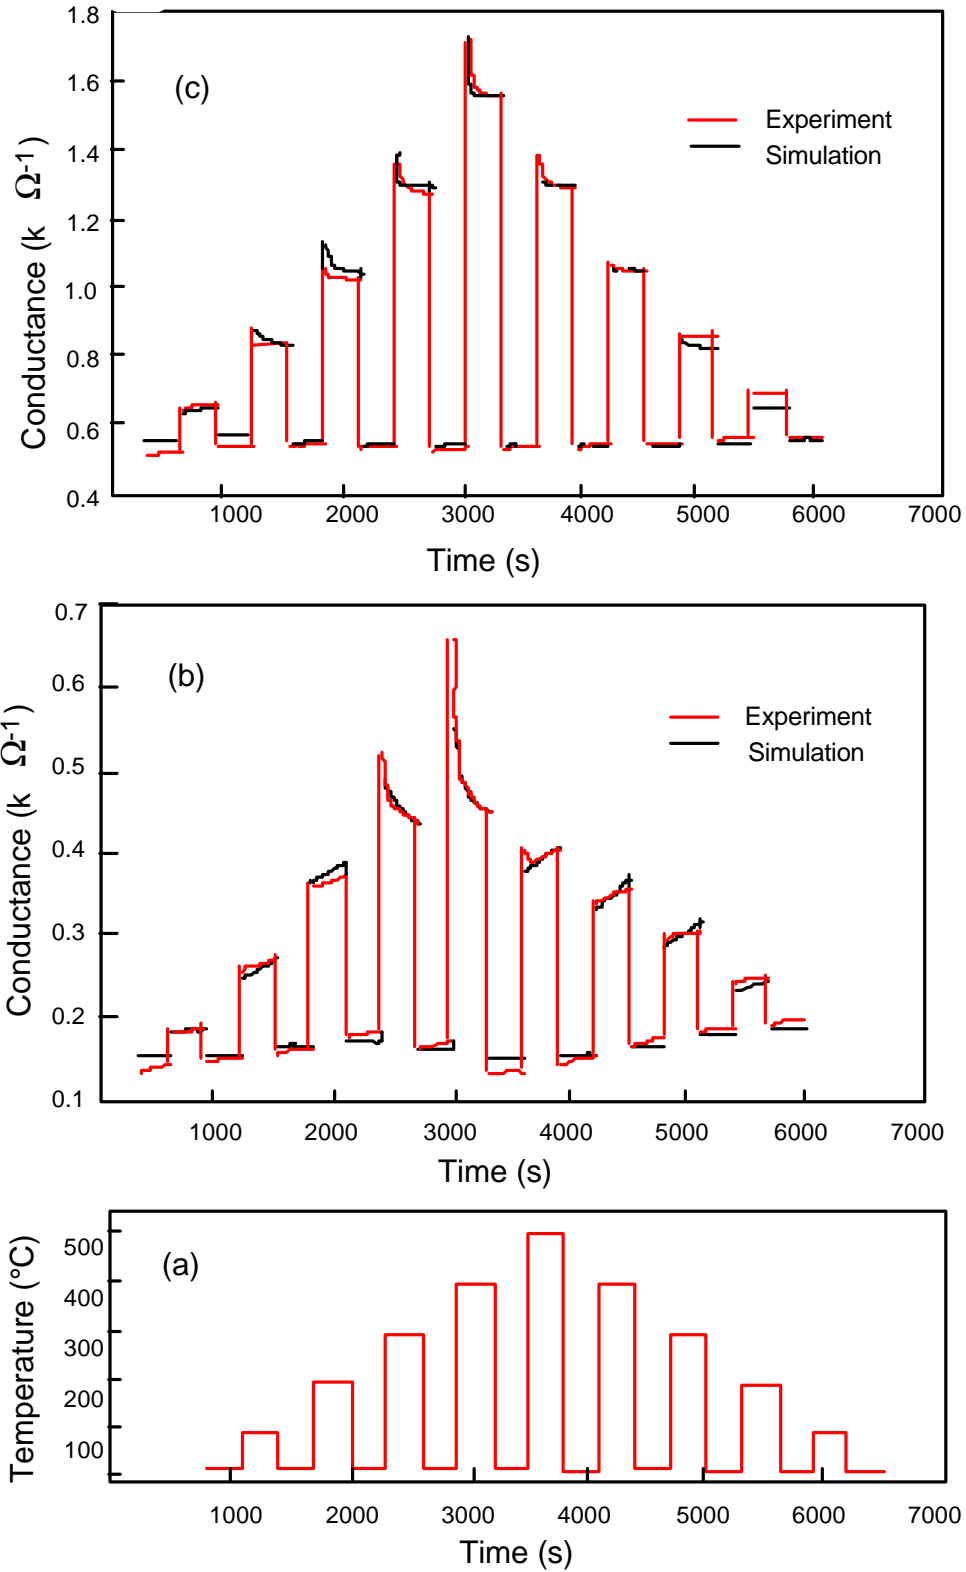 1.8
(c)
1.6
Experiment
Simulation
1.4
1.2
1.0
0.8
0.6
0.4
Conductance (k Ω-1)
1000 2000 3000 4000 5000 6000 7000
Time (s)
0.7
(b)
0.6
Experiment
Simulation
0.5
0.4
0.3
0.2
0.1
Conductance (k Ω-1)
1000 2000 3000 4000 5000 6000 7000
Time (s)
500
(a)
400
300
200
100
Temperature (°C)
1000 2000 3000 4000 5000 6000 7000
Time (s)